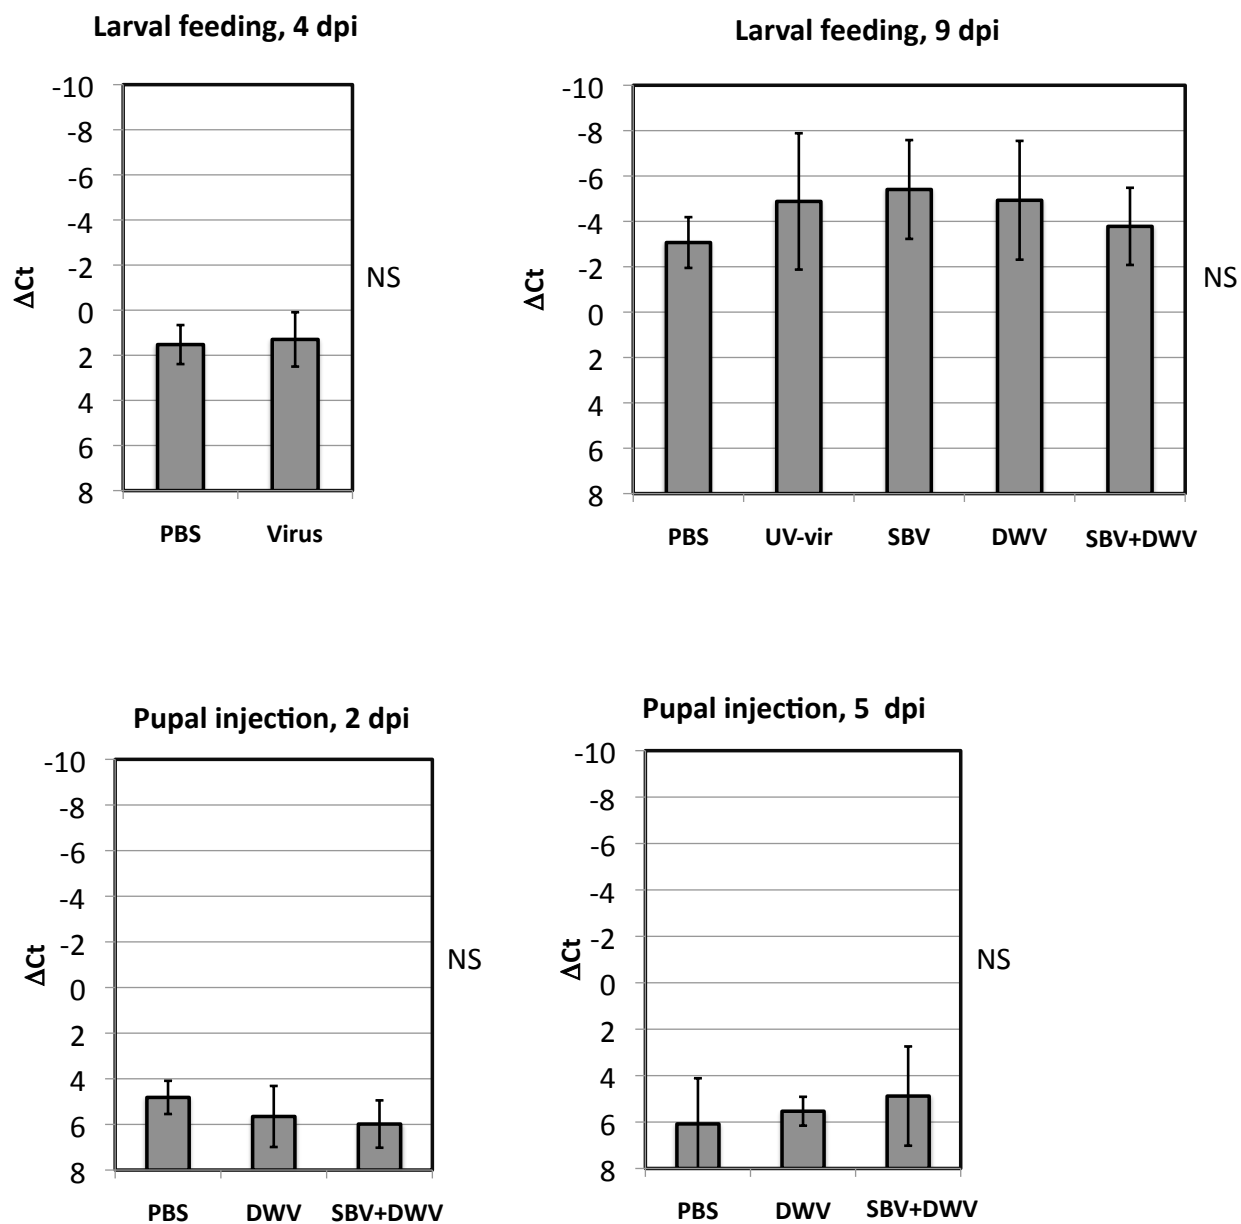 Larval feeding, 4 dpi
-10
-8
-6
-4
-2
0
2
4
6
8
ΔCt
PBS Virus
NS
Larval feeding, 9 dpi
-10
-8
-6
-4
-2
0
2
4
6
8
ΔCt
PBS UV-vir SBV DWV SBV+DWV
NS
Pupal injection, 2 dpi
-10
-8
-6
-4
-2
0
2
4
6
8
ΔCt
PBS DWV SBV+DWV
NS
Pupal injection, 5 dpi
-10
-8
-6
-4
-2
0
2
4
6
8
ΔCt
PBS DWV SBV+DWV
NS